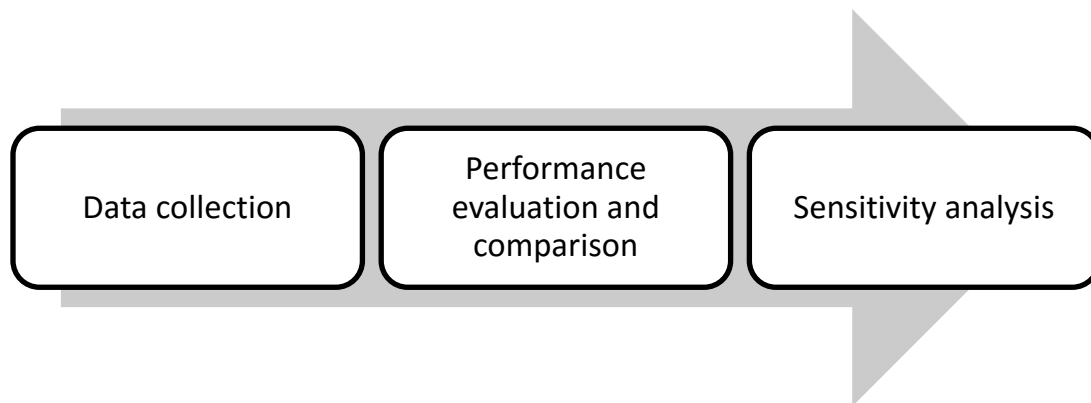 Data collection
Performance
evaluation and
comparison
Sensitivity analysis